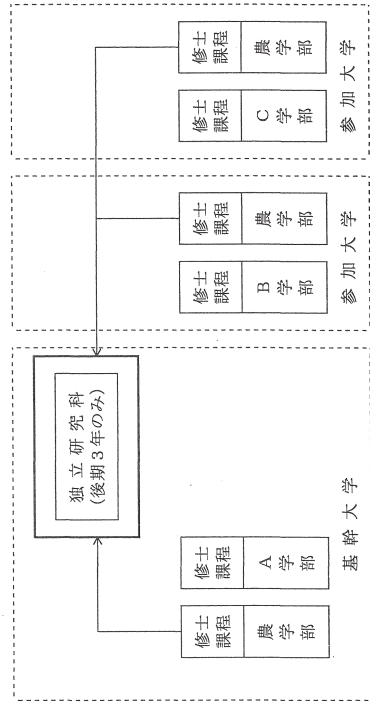 独立研究科
(後期3年のみ)
修士
課程
農学部
修士
課程
A学部
基幹大学
修士
課程
B学部
修士
課程
農学部
参加大学
修士
課程
C学部
修士
課程
農学部
参加大学